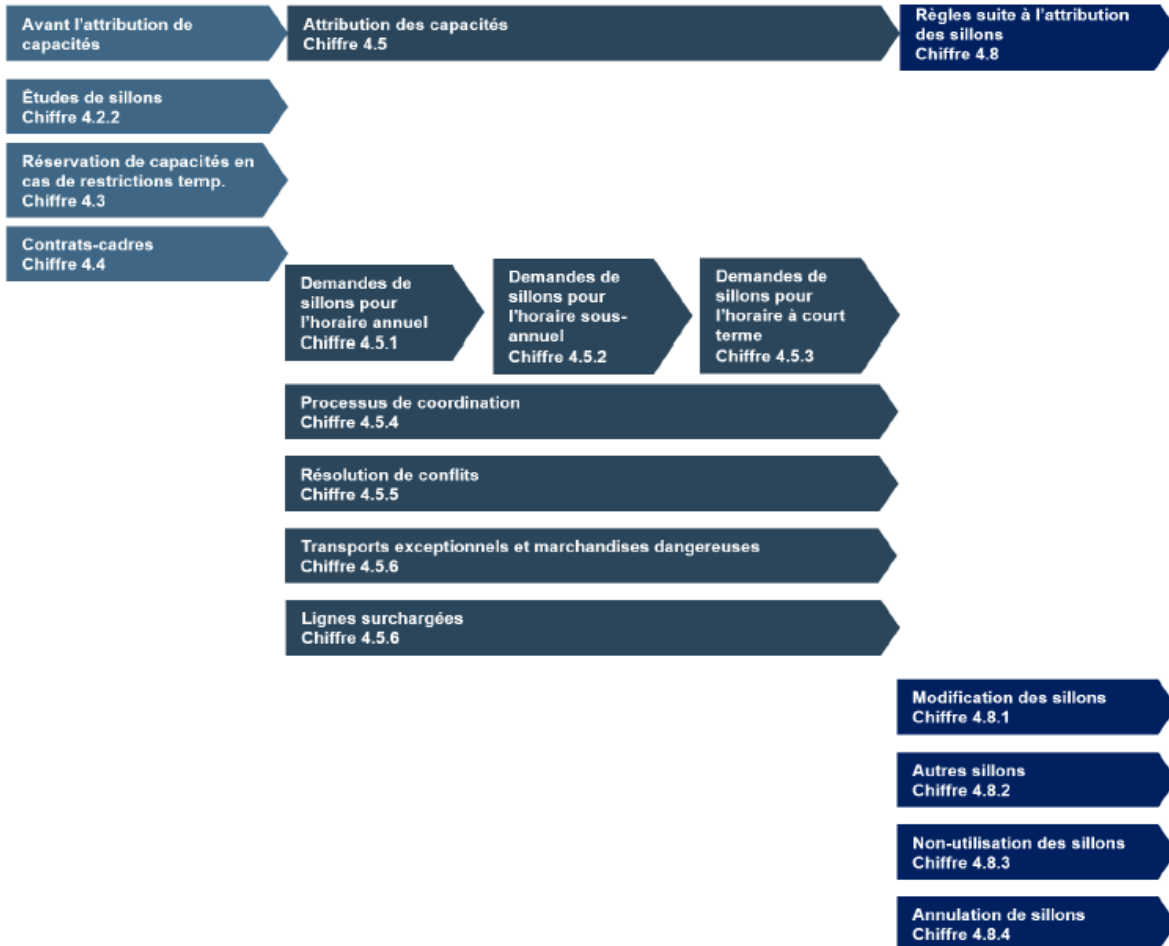 Avant l'attribution de
capacités
Attribution des capacités
Chiffre 4.5
Règles suite à l'attribution
des sillons
Chiffre 4.8
Études de sillons
Chiffre 4.2.2
Réservation de capacités en
cas de restrictions temp.
Chiffre 4.3
Contrats-cadres
Chiffre 4.4
Demandes de
sillons pour
l'horaire annuel
Chiffre 4.5.1
Demandes de
sillons pour
l'horaire sous-
annuel
Chiffre 4.5.2
Demandes de
sillons pour
l'horaire à court
terme
Chiffre 4.5.3
Processus de coordination
Chiffre 4.5.4
Résolution de conflits
Chiffre 4.5.5
Transports exceptionnels et marchandises dangereuses
Chiffre 4.5.6
Lignes surchargées
Chiffre 4.5.6
Modification des sillons
Chiffre 4.8.1
Autres sillons
Chiffre 4.8.2
Non-utilisation des sillons
Chiffre 4.8.3
Annulation de sillons
Chiffre 4.8.4